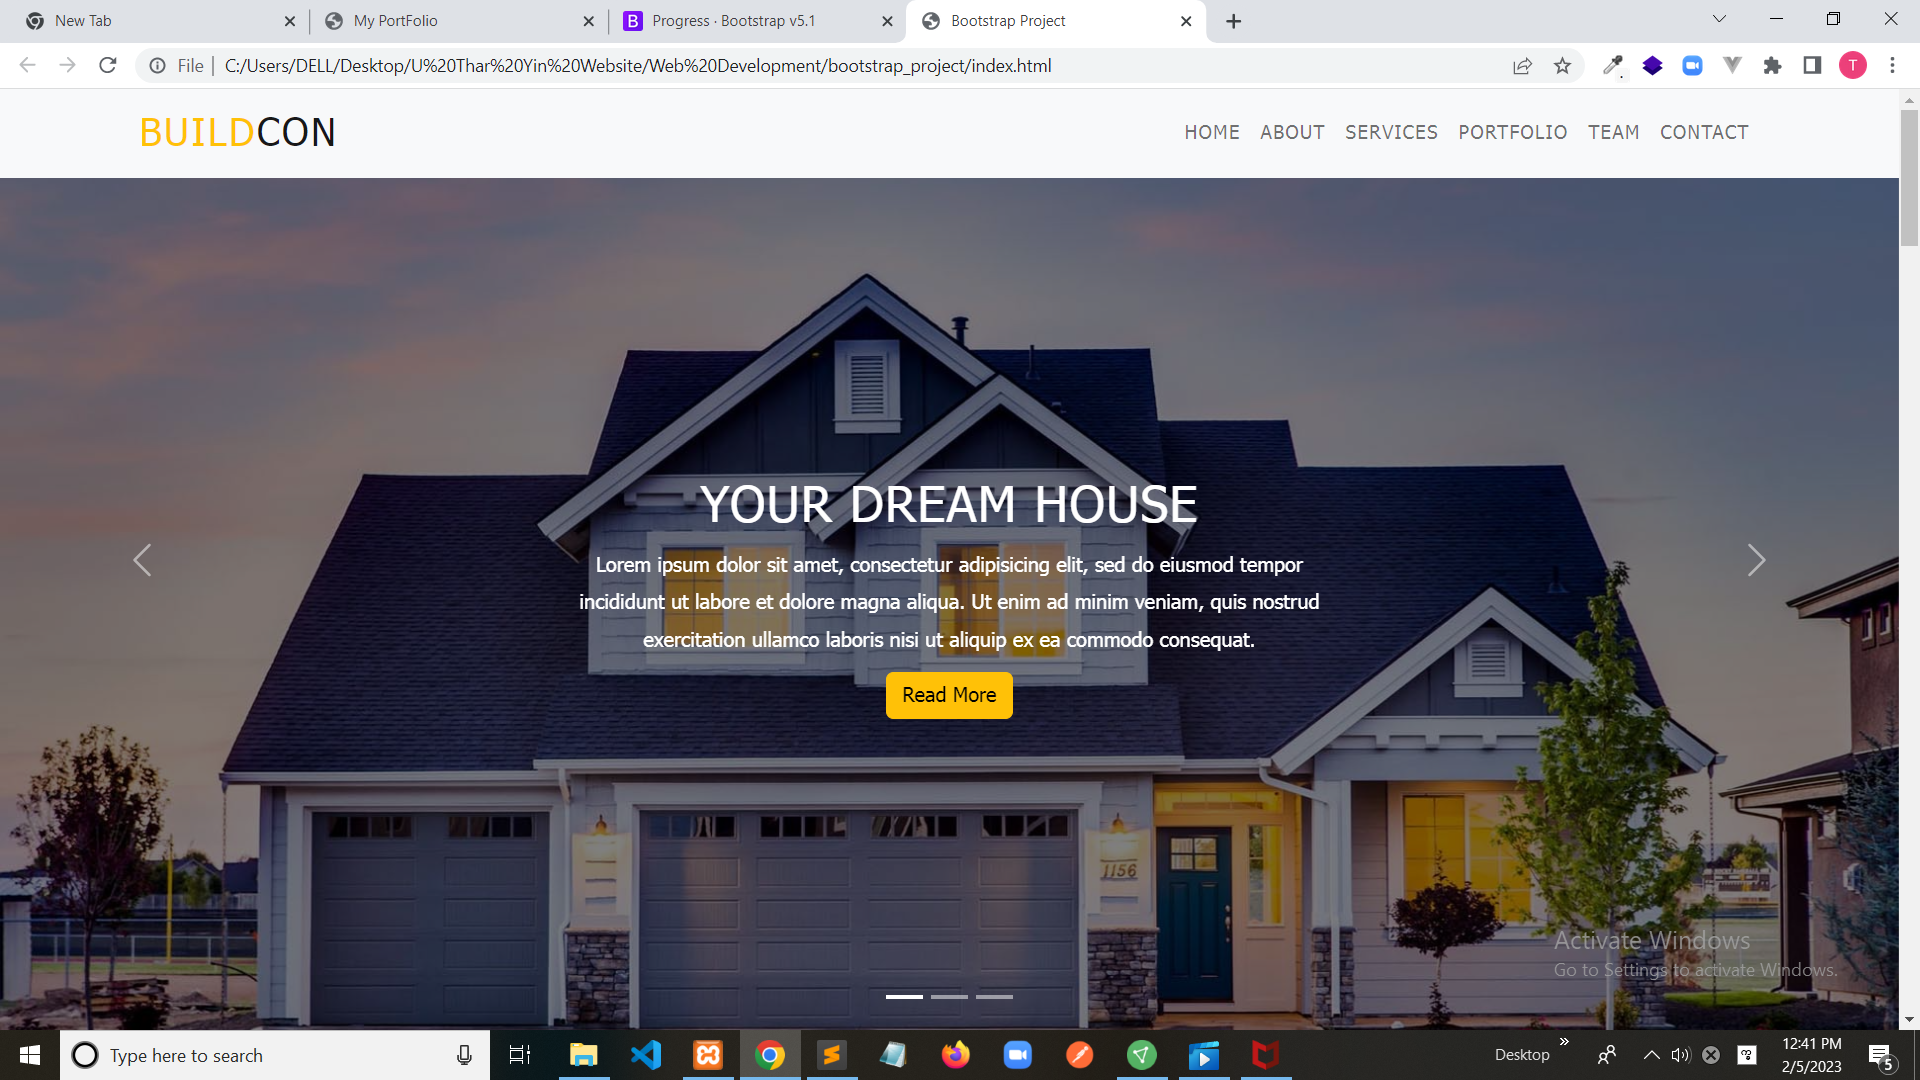 New Tab
My PortFolio
Progress · Bootstrap v5.1
Bootstrap Project
File
C:/Users/DELL/Desktop/U%20Thar%20Yin%20Website/Web%20Development/bootstrap_project/index.html
T
BUILDCON
HOME ABOUT SERVICES PORTFOLIO TEAM CONTACT
YOUR DREAM HOUSE
Lorem ipsum dolor sit amet, consectetur adipisicing elit, sed do eiusmod tempor
incididunt ut labore et dolore magna aliqua. Ut enim ad minim veniam, quis nostrud
exercitation ullamco laboris nisi ut aliquip ex ea commodo consequat.
Read More
1156
Activate Windows
Go to Settings to activate Windows.
Type here to search
Desktop
12:41 PM
2/5/2023
5